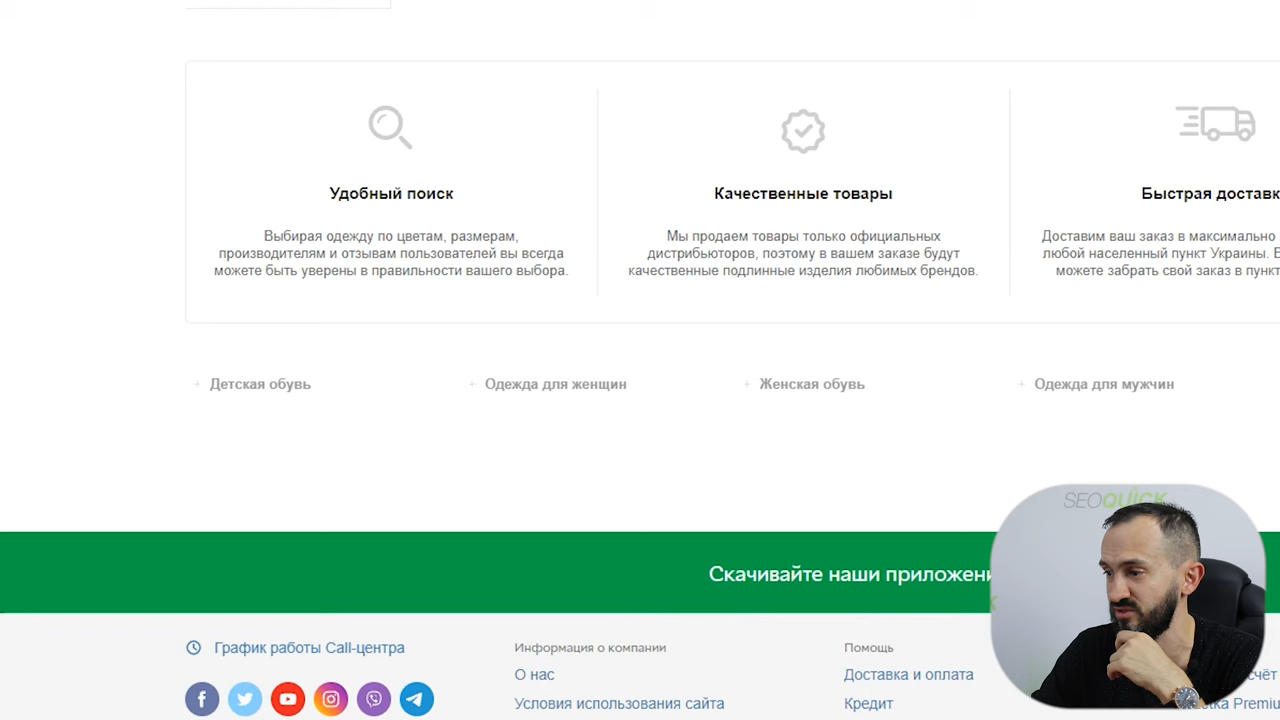 Удобный поиск
Выбирая одежду по цветам, размерам,
производителям и отзывам пользователей вы всегда
можете быть уверены в правильности вашего выбора.
Качественные товары
Мы продаем товары только официальных
дистрибьюторов, поэтому в вашем заказе будут
качественные подлинные изделия любимых брендов.
Быстрая доставк
Доставим ваш заказ в максимально
любой населенный пункт Украины.
можете забрать свой заказ в пункт
Детская обувь
Одежда для женщин
Женская обувь
Одежда для мужчин
SEOQUICK
Скачивайте наши приложени
График работы Call-центра
Информация о компании
О нас
Условия использования сайта
Помощь
Доставка и оплата
Кредит